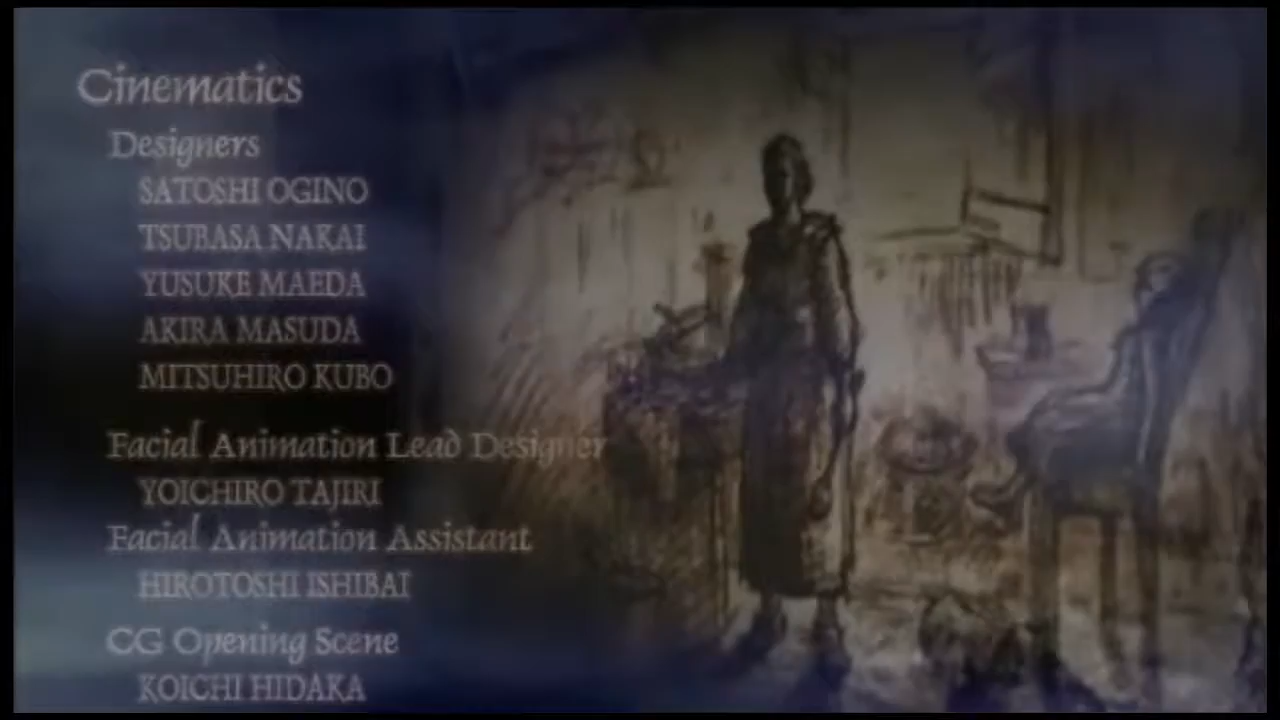 Cinematics
Designers
SATOSHI OGINO
TSUBASA NAKAI
YUSUKE MAEDA
AKIRA MASUDA
MITSUHIRO KUBO
Facial Animation Lead Designer
YOICHIRO TAJIRI
Facial Animation Assistant
HIROTOSHI ISHIBAI
CG Opening Scene
KOICHI HIDAKA